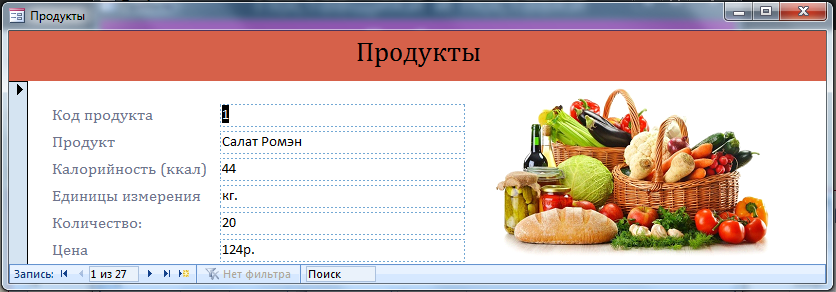 Продукты
Продукты
Код продукта 1
Продукт Салат Ромэн
Калорийность (ккал) 44
Единицы измерения кг.
Количество: 20
Цена 124р.
Запись: 1 из 27 Нет фильтра Поиск